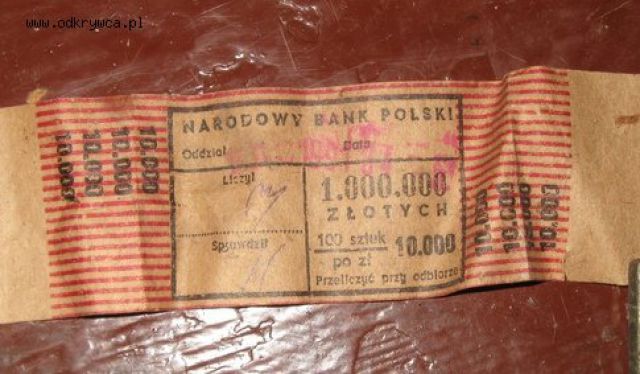 www.odkrywca.pl
NARODOWY BANK POLSKI
Oddział Data
Liczył
1.000.000
ZŁOTYCH
Sprawdził
100 sztuk
po zł
10.000
Przeliczyć przy odbiorze
10.000
10.000
10.000
10.000
10.000
10.000
10.000
10.000